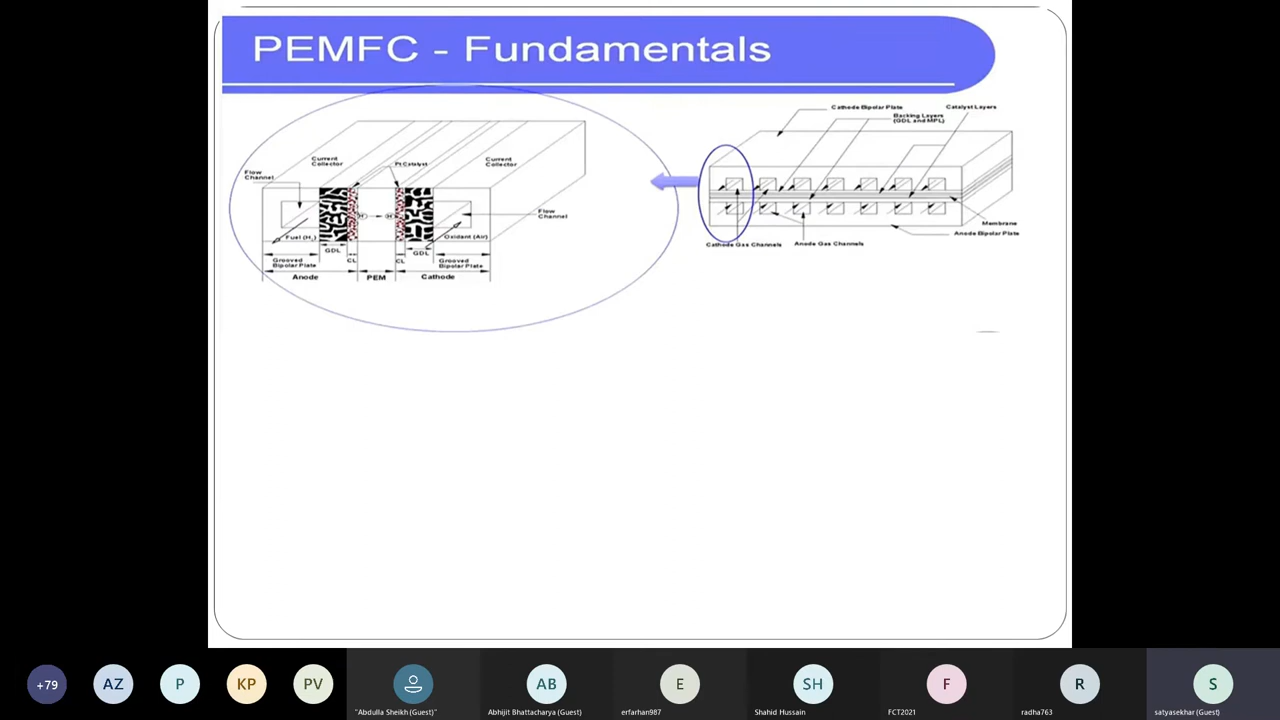 PEMFC - Fundamentals
Current
Collector
Pt Catalyst
Current
Collector
Flow
Channel
Flow
Channel
H
H
Fuel (H₂)
Oxidant (Air)
GDL
GDL
CL
CL
Grooved
Bipolar Plate
Grooved
Bipolar Plate
Anode
PEM
Cathode
Cathode Bipolar Plate
Catalyst Layers
Backing Layers
(GDL and MPL)
Membrane
Anode Bipolar Plate
Cathode Gas Channels
Anode Gas Channels
+79
AZ
P
KP
PV
AB
E
SH
F
R
S
"Abdulla Sheikh (Guest)"
Abhijit Bhattacharya (Guest)
erfarhan987
Shahid Hussain
FCT2021
radha763
satyasekhar (Guest)